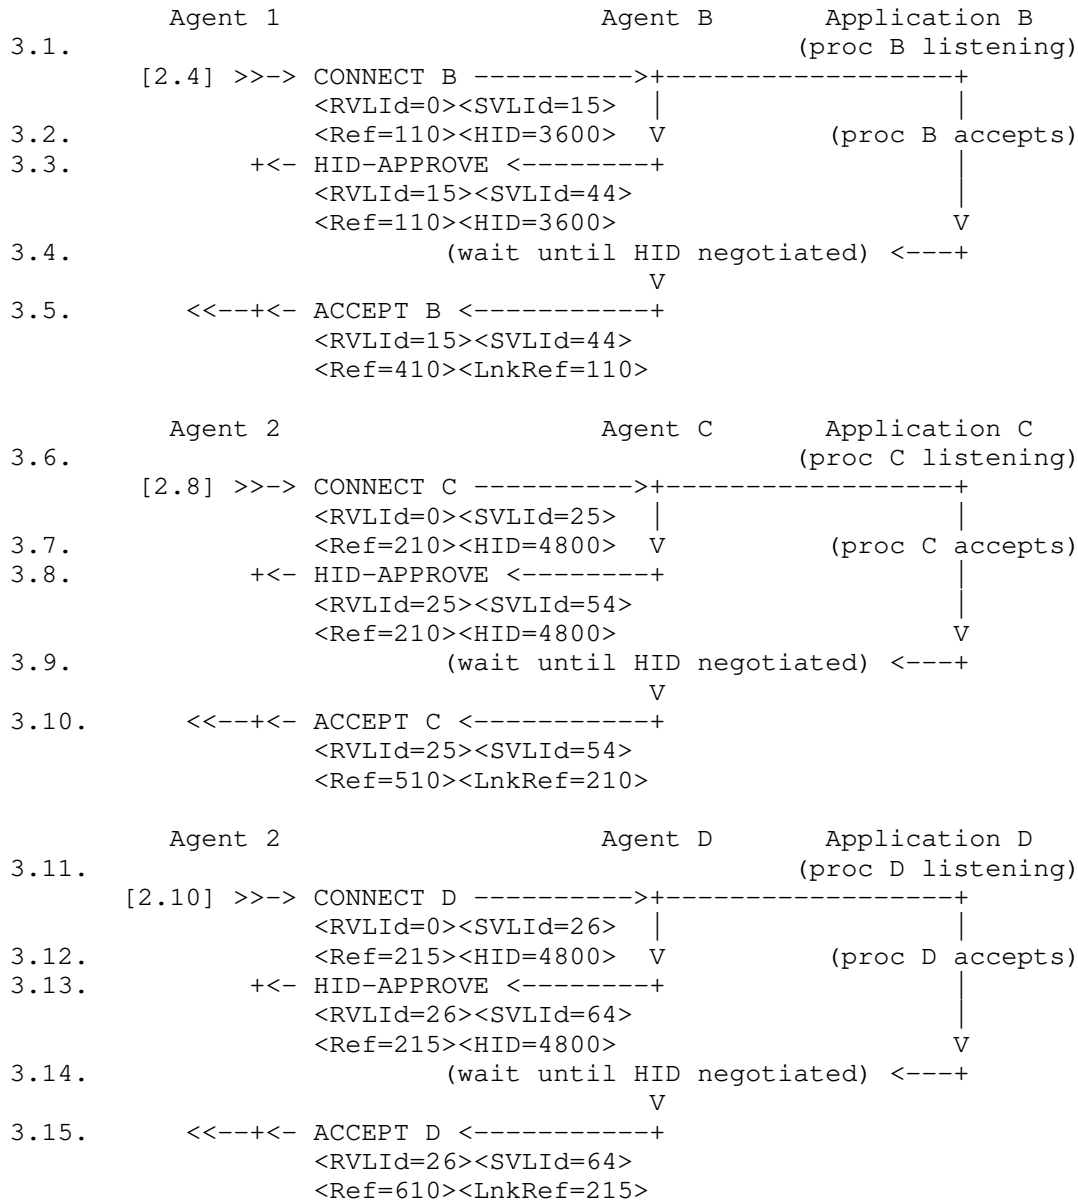 Agent 1                    Agent B       Application B
3.1.                                             (proc B listening)
        [2.4] >>-> CONNECT B ---------->+------------------+
                   <RVLId=0><SVLId=15>  |                  |
3.2.               <Ref=110><HID=3600>  V          (proc B accepts)
3.3.           +<- HID-APPROVE <--------+                  |
                   <RVLId=15><SVLId=44>                    |
                   <Ref=110><HID=3600>                     V
3.4.                       (wait until HID negotiated) <---+
                                        V
3.5.       <<--+<- ACCEPT B <-----------+
                   <RVLId=15><SVLId=44>
                   <Ref=410><LnkRef=110>

          Agent 2                    Agent C       Application C
3.6.                                             (proc C listening)
        [2.8] >>-> CONNECT C ---------->+------------------+
                   <RVLId=0><SVLId=25>  |                  |
3.7.               <Ref=210><HID=4800>  V          (proc C accepts)
3.8.           +<- HID-APPROVE <--------+                  |
                   <RVLId=25><SVLId=54>                    |
                   <Ref=210><HID=4800>                     V
3.9.                       (wait until HID negotiated) <---+
                                        V
3.10.      <<--+<- ACCEPT C <-----------+
                   <RVLId=25><SVLId=54>
                   <Ref=510><LnkRef=210>

          Agent 2                    Agent D       Application D
3.11.                                            (proc D listening)
       [2.10] >>-> CONNECT D ---------->+------------------+
                   <RVLId=0><SVLId=26>  |                  |
3.12.              <Ref=215><HID=4800>  V          (proc D accepts)
3.13.          +<- HID-APPROVE <--------+                  |
                   <RVLId=26><SVLId=64>                    |
                   <Ref=215><HID=4800>                     V
3.14.                      (wait until HID negotiated) <---+
                                        V
3.15.      <<--+<- ACCEPT D <-----------+
                   <RVLId=26><SVLId=64>
                   <Ref=610><LnkRef=215>